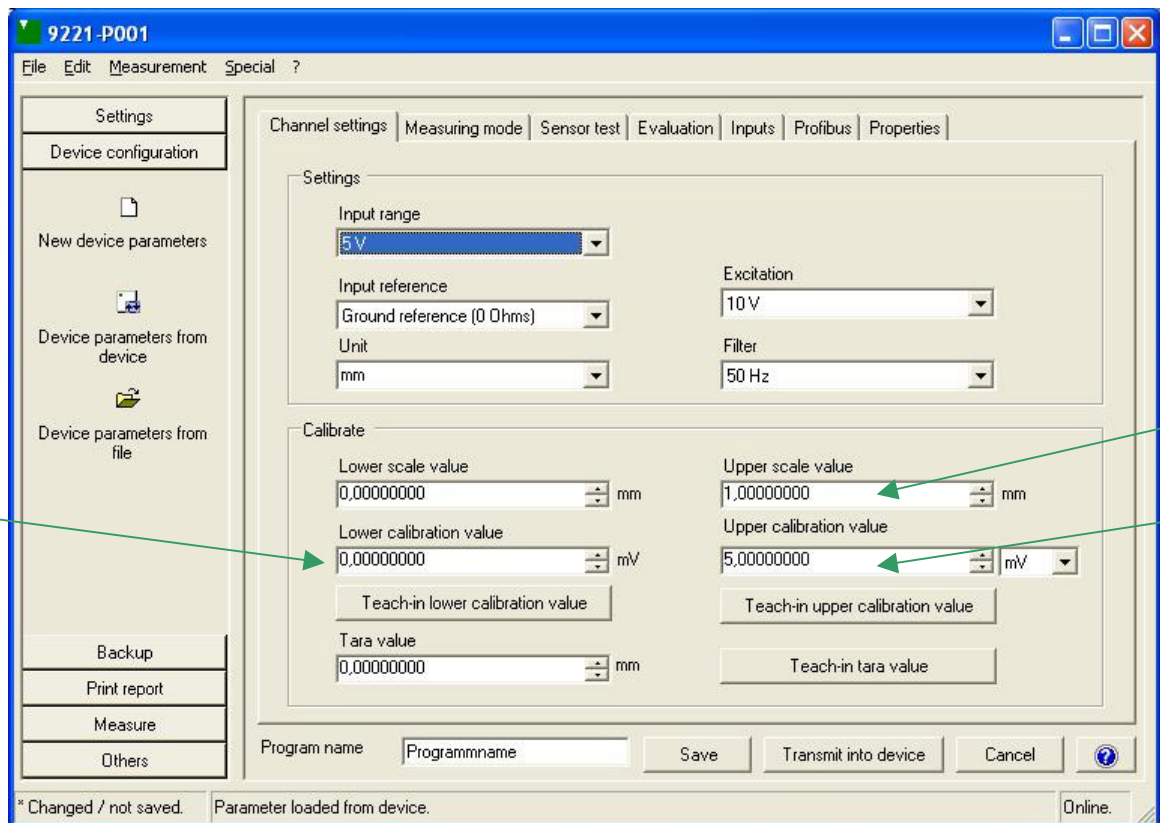 9221-P001
File Edit Measurement Special ?
Settings
Device configuration
New device parameters
Device parameters from
device
Device parameters from
file
Backup
Print report
Measure
Others
Channel settings Measuring mode Sensor test Evaluation Inputs Profibus Properties
Settings
Input range
5 V
Input reference
Ground reference (0 Ohms)
Excitation
10 V
Unit
mm
Filter
50 Hz
Calibrate
Lower scale value
0,00000000 mm
Upper scale value
1,00000000 mm
Lower calibration value
0,00000000 mV
Upper calibration value
5,00000000 mV
Teach-in lower calibration value
Teach-in upper calibration value
Tara value
0,00000000 mm
Teach-in tara value
Program name Programmname Save Transmit into device Cancel ?
* Changed / not saved. Parameter loaded from device. Online.